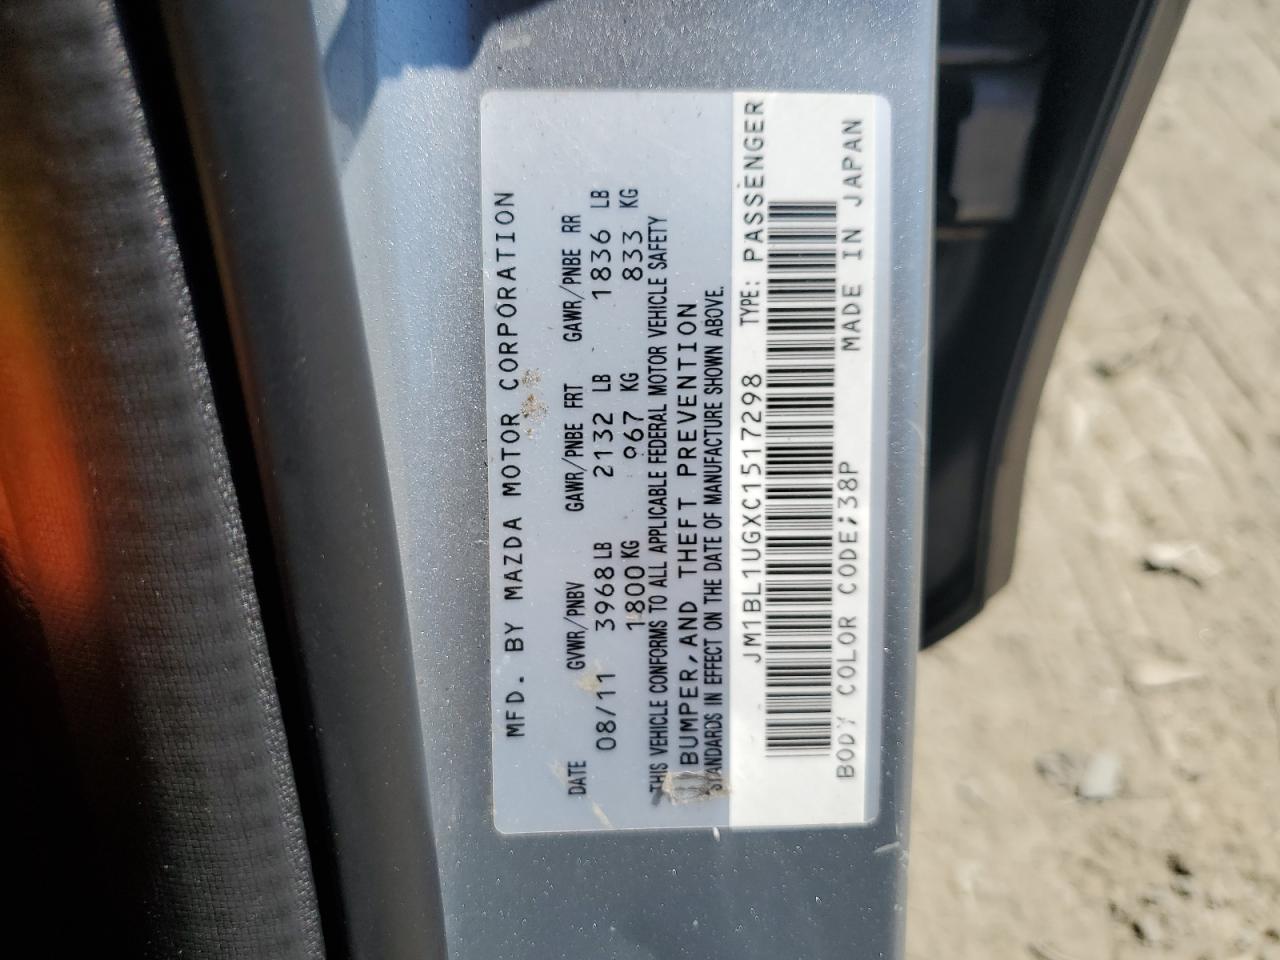 MFD. BY MAZDA MOTOR CORPORATION
DATE GVWR/PNBV GAWR/PNBE FRT GAWR/PNBE RR
08/11 3968 LB 2132 LB 1836 LB
1800 KG 967 KG 833 KG
THIS VEHICLE CONFORMS TO ALL APPLICABLE FEDERAL MOTOR VEHICLE SAFETY
BUMPER, AND THEFT PREVENTION
STANDARDS IN EFFECT ON THE DATE OF MANUFACTURE SHOWN ABOVE.
JM1BL1UGXC1517298 TYPE: PASSENGER
BODY COLOR CODE;38P MADE IN JAPAN